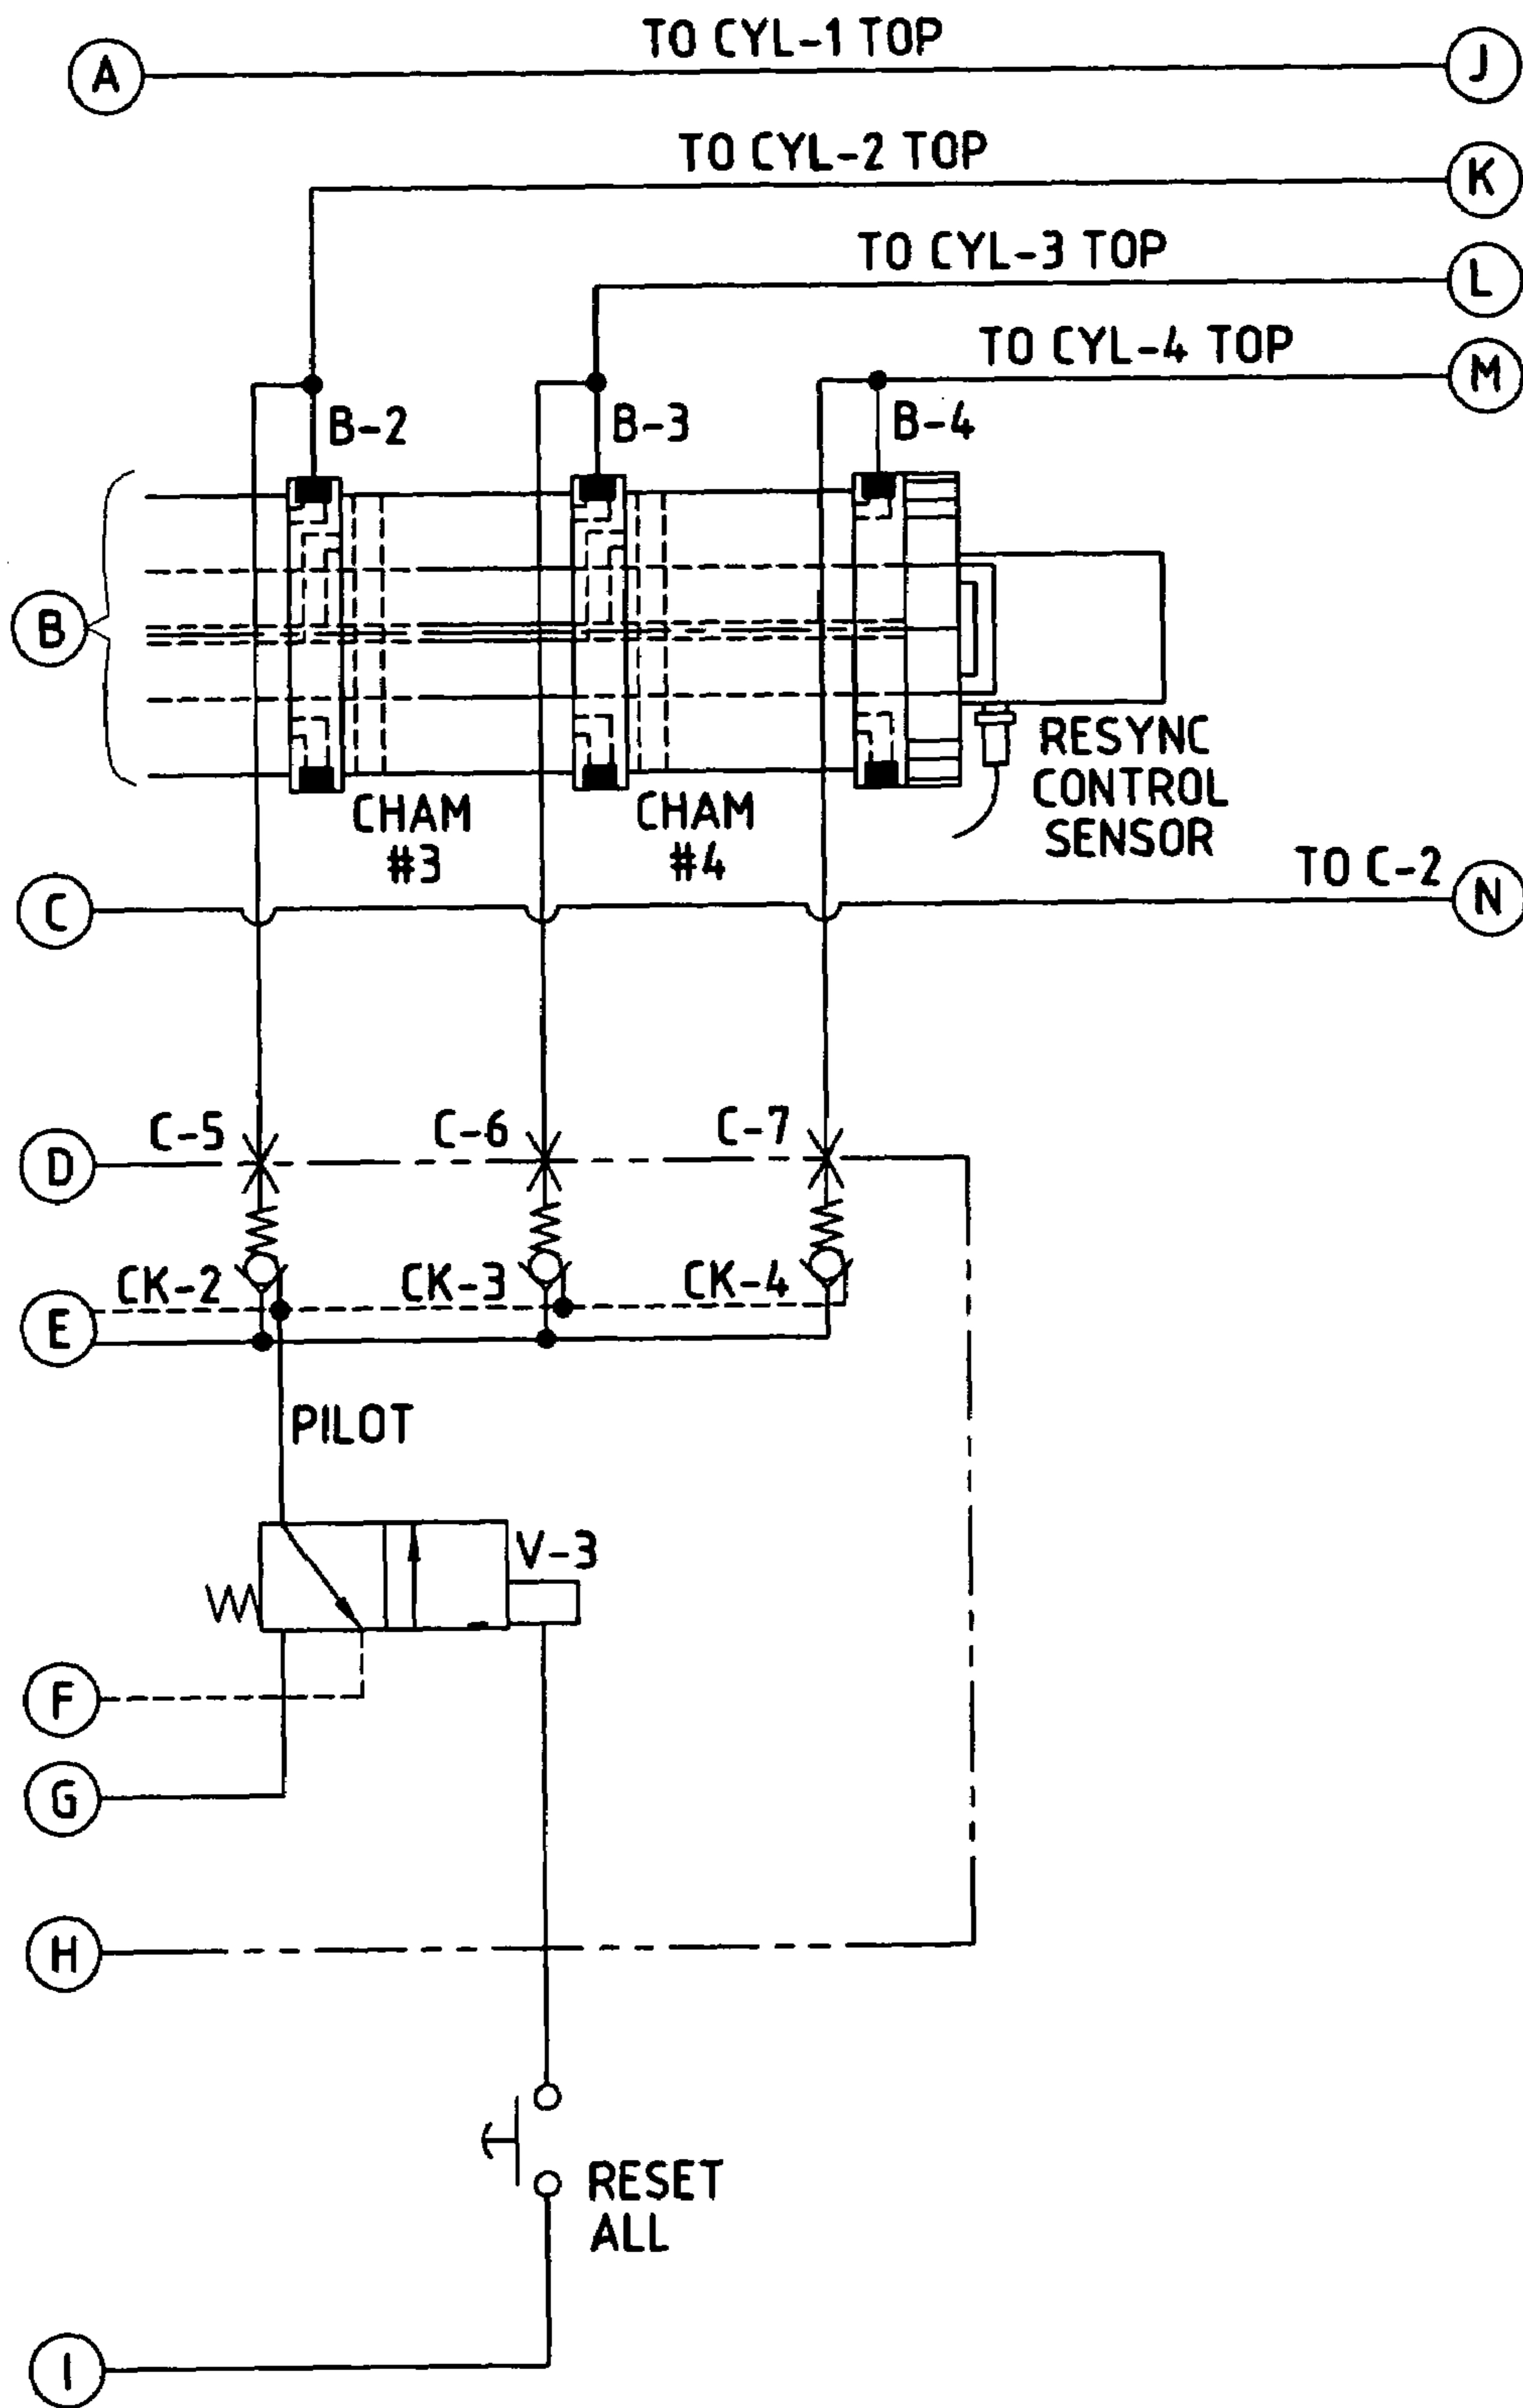 TO CYL-1 TOP
A
J
TO CYL-2 TOP
K
TO CYL-3 TOP
L
TO CYL-4 TOP
M
B-2
B-3
B-4
B
RESYNC
CONTROL
SENSOR
CHAM
#3
CHAM
#4
TO C-2
C
N
C-5
C-6
C-7
D
CK-2
CK-3
CK-4
E
PILOT
V-3
F
G
H
RESET
ALL
I